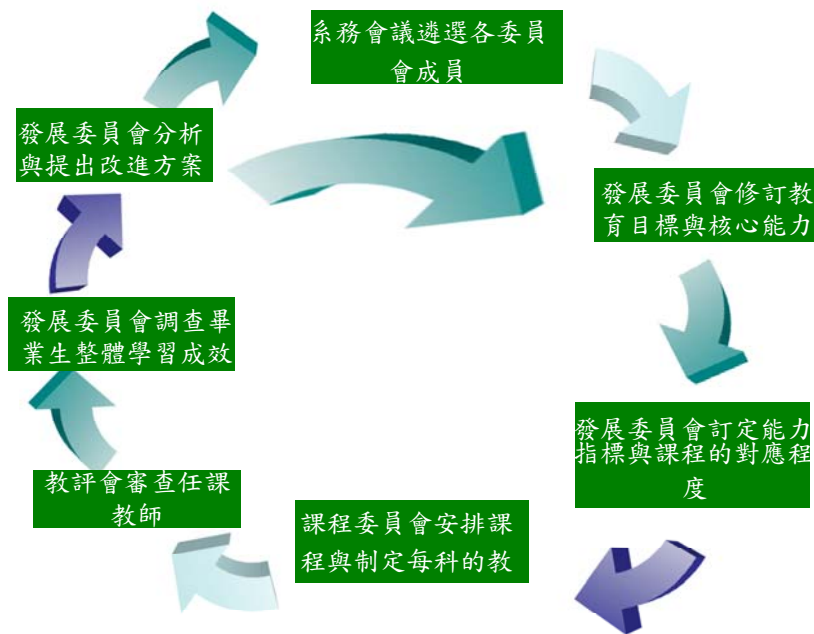 系務會議遴選各委員
會成員
發展委員會修訂教
育目標與核心能力
發展委員會訂定能力
指標與課程的對應程
度
課程委員會安排課
程與制定每科的教
教評會審查任課
教師
發展委員會調查畢
業生整體學習成效
發展委員會分析
與提出改進方案